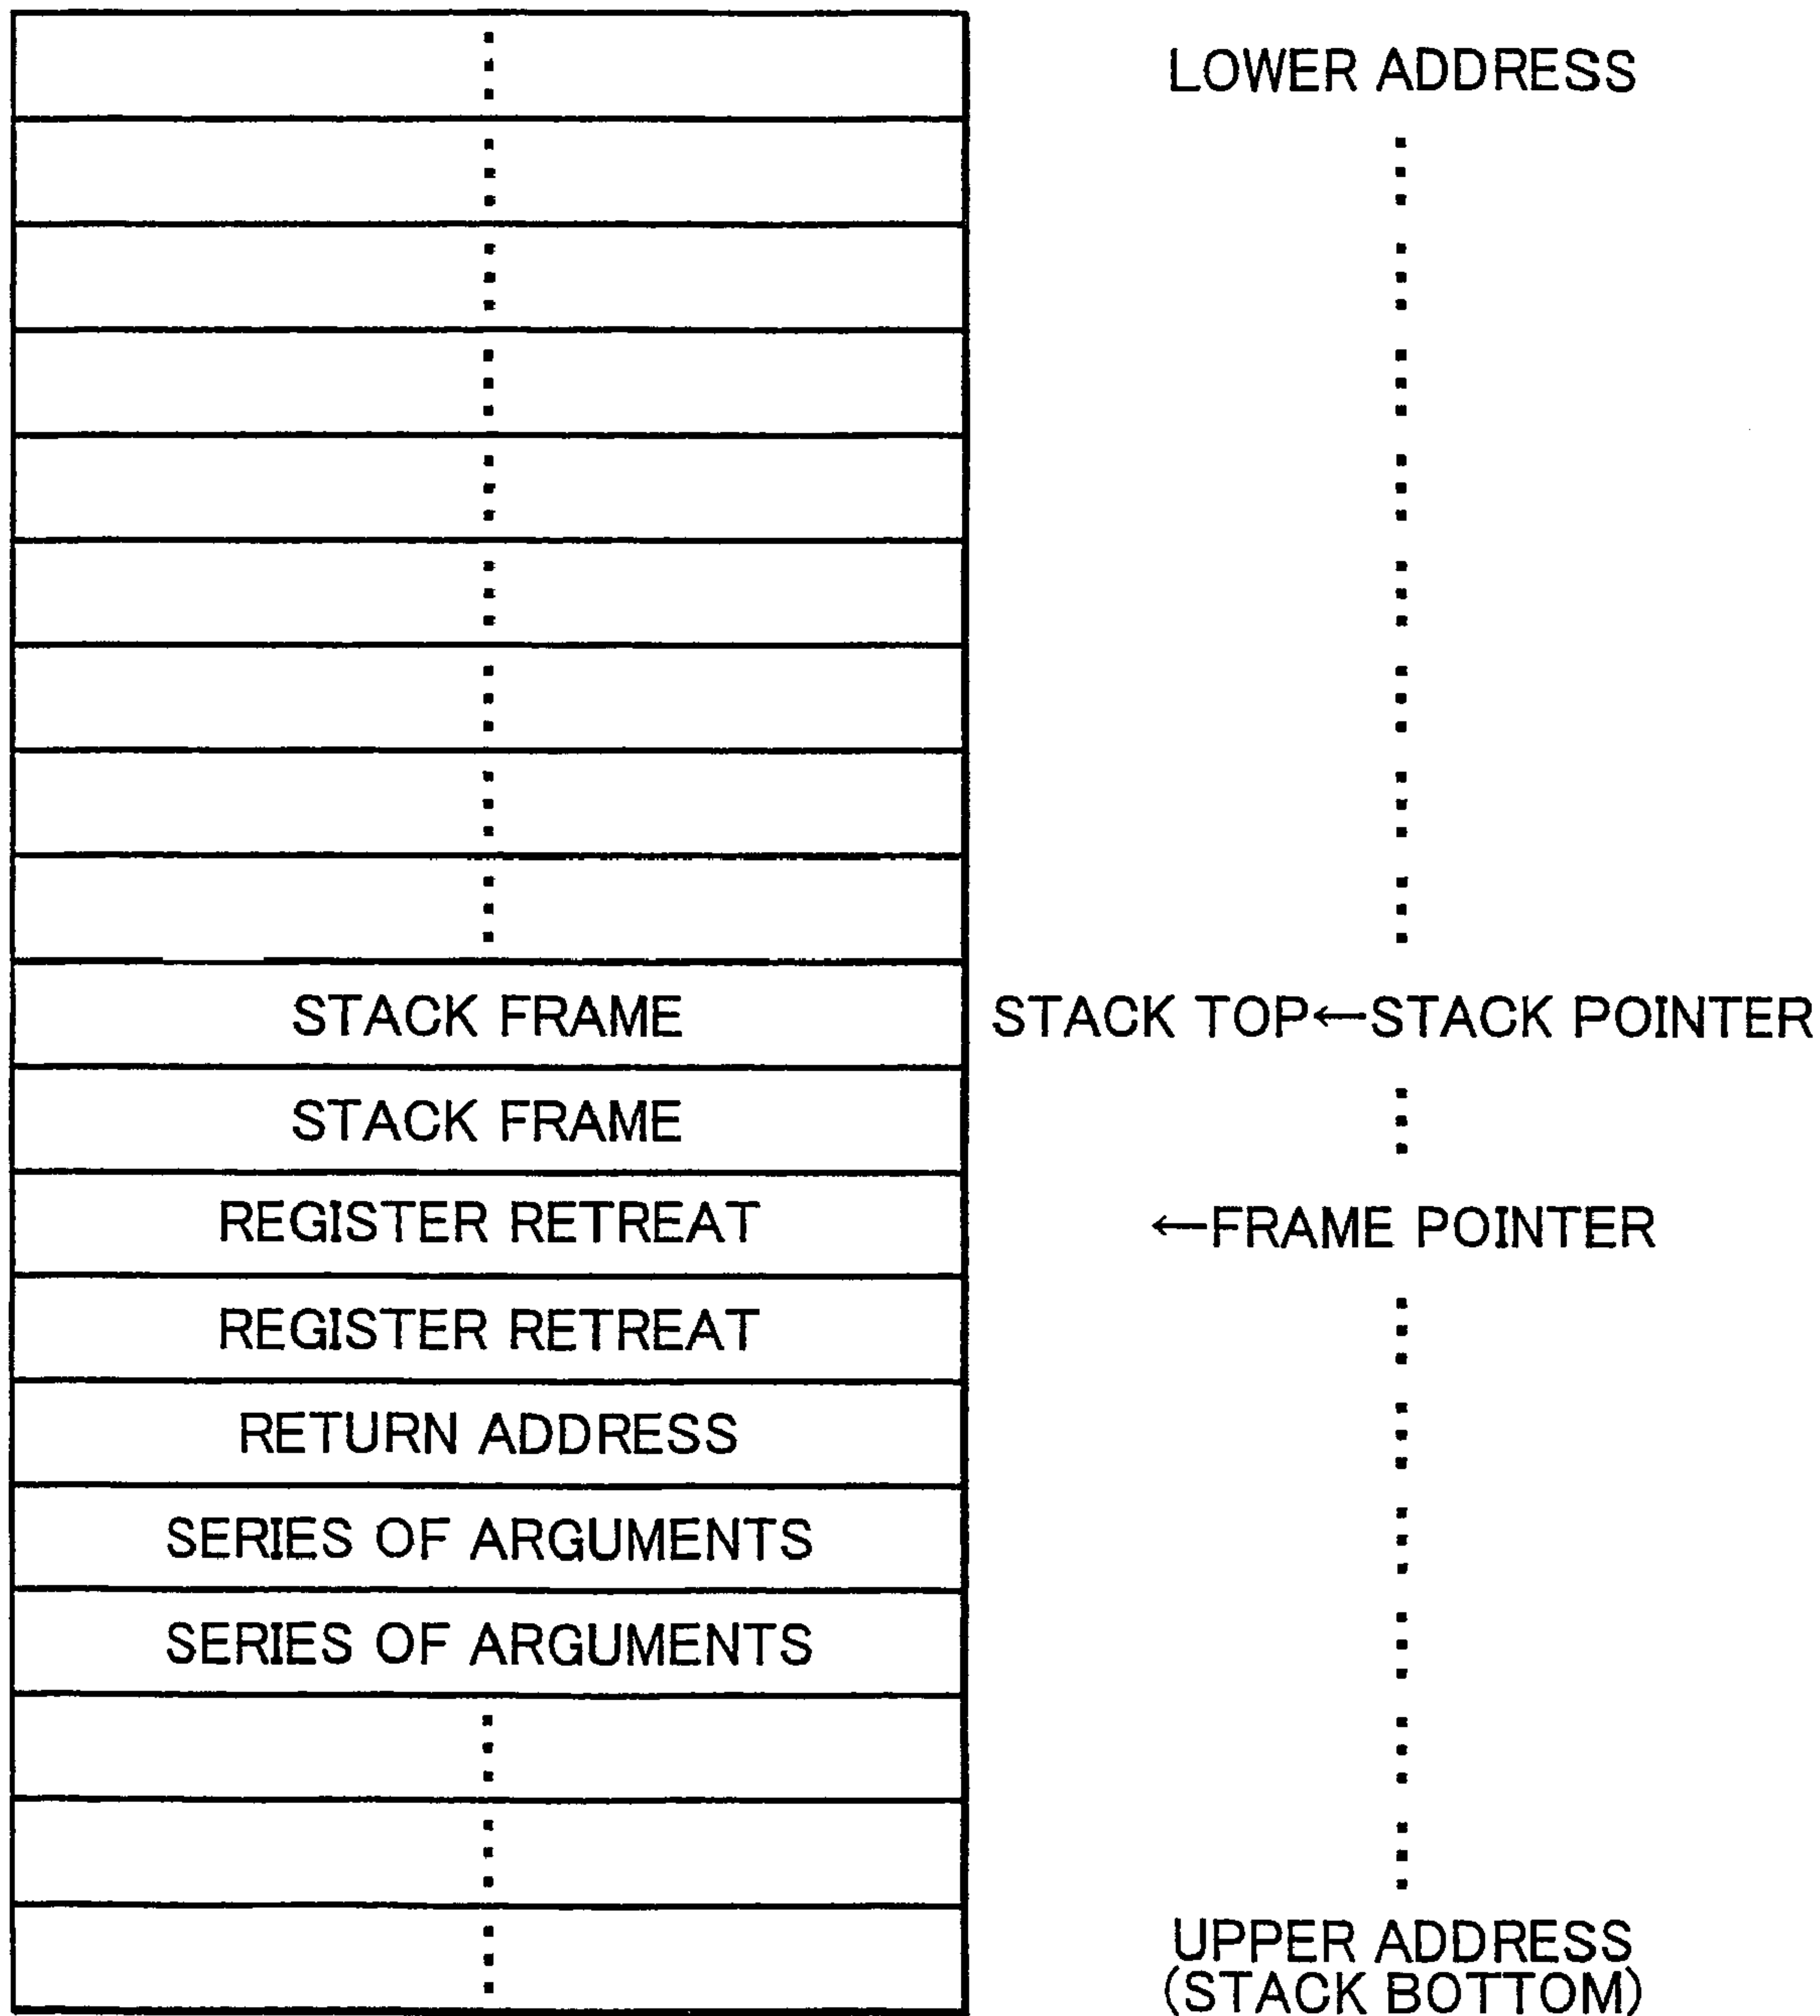 LOWER ADDRESS
STACK FRAME STACK TOP←STACK POINTER
STACK FRAME
REGISTER RETREAT ←FRAME POINTER
REGISTER RETREAT
RETURN ADDRESS
SERIES OF ARGUMENTS
SERIES OF ARGUMENTS
UPPER ADDRESS
(STACK BOTTOM)